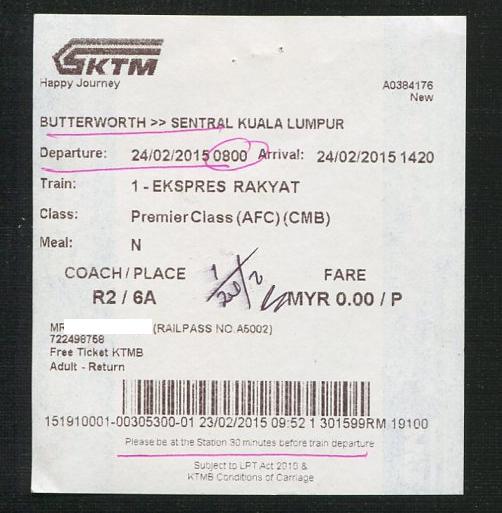 KTM
Happy Journey
A0384176
New
BUTTERWORTH >> SENTRAL KUALA LUMPUR
Departure: 24/02/2015 0800 Arrival: 24/02/2015 1420
Train: 1 - EKSPRES RAKYAT
Class: Premier Class (AFC) (CMB)
Meal: N
COACH / PLACE FARE
R2 / 6A MYR 0.00 / P
MR (RAILPASS NO.A5002)
722498758
Free Ticket KTMB
Adult - Return
151910001-00305300-01 23/02/2015 09:52 1 301599RM 19100
Please be at the Station 30 minutes before train departure
Subject to LPT Act 2010 &
KTMB Conditions of Carriage